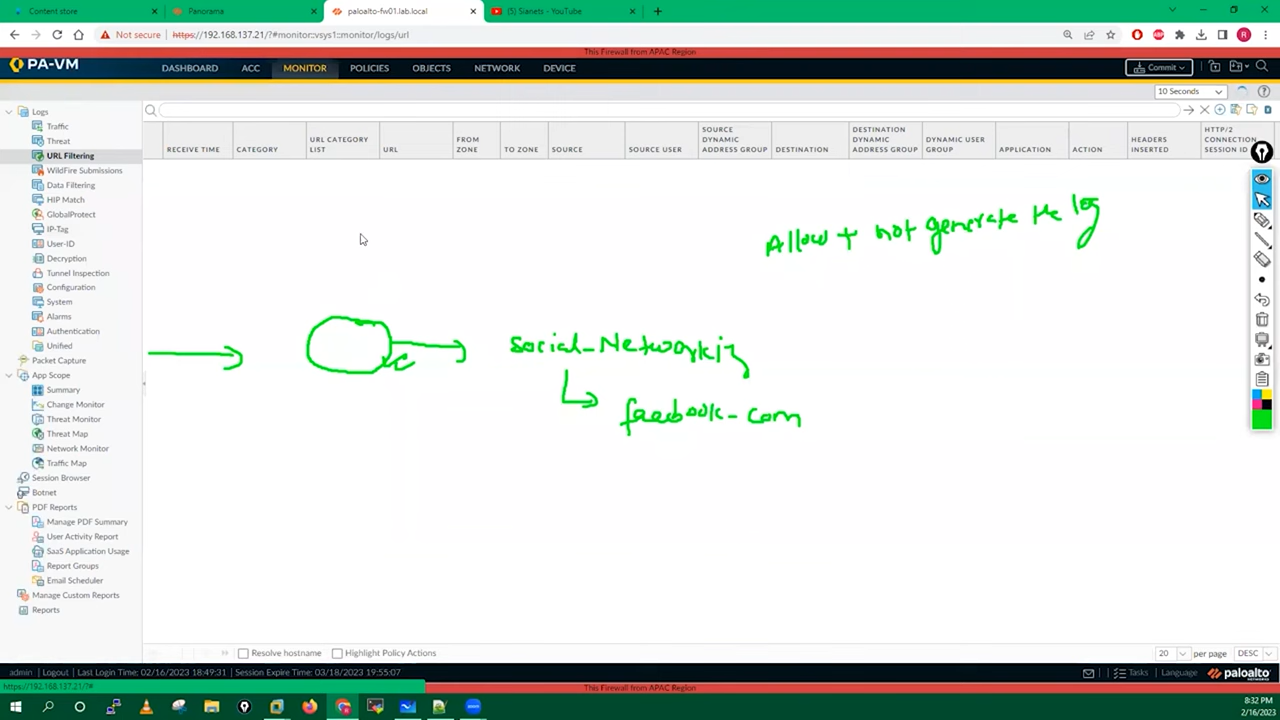 Content store
Panorama
paloalto-fw01.lab.local
(5) Slanets - YouTube
Not secure https://192.168.137.21/?#monitor::vsys1::monitor/logs/url
This Firewall from APAC Region
PA-VM DASHBOARD ACC MONITOR POLICIES OBJECTS NETWORK DEVICE Commit
10 Seconds
RECEIVE TIME CATEGORY URL CATEGORY LIST URL FROM ZONE TO ZONE SOURCE SOURCE USER SOURCE DYNAMIC ADDRESS GROUP DESTINATION DESTINATION DYNAMIC ADDRESS GROUP DYNAMIC USER GROUP APPLICATION ACTION HEADERS INSERTED HTTP/2 CONNECTION SESSION ID
Logs
Traffic
Threat
URL Filtering
WildFire Submissions
Data Filtering
HIP Match
GlobalProtect
IP-Tag
User-ID
Decryption
Tunnel Inspection
Configuration
System
Alarms
Authentication
Unified
Packet Capture
App Scope
Summary
Change Monitor
Threat Monitor
Threat Map
Network Monitor
Traffic Map
Session Browser
Botnet
PDF Reports
Manage PDF Summary
User Activity Report
SaaS Application Usage
Report Groups
Email Scheduler
Manage Custom Reports
Reports
Allow + not generate the log
social-Networkig
faebook-com
Resolve hostname Highlight Policy Actions 20 per page DESC
admin Logout Last Login Time: 02/16/2023 18:49:31 Session Expire Time: 03/18/2023 19:55:07 Tasks Language paloalto NETWORKS
https://192.168.137.21/?#
This Firewall from APAC Region
8:32 PM
2/16/2023